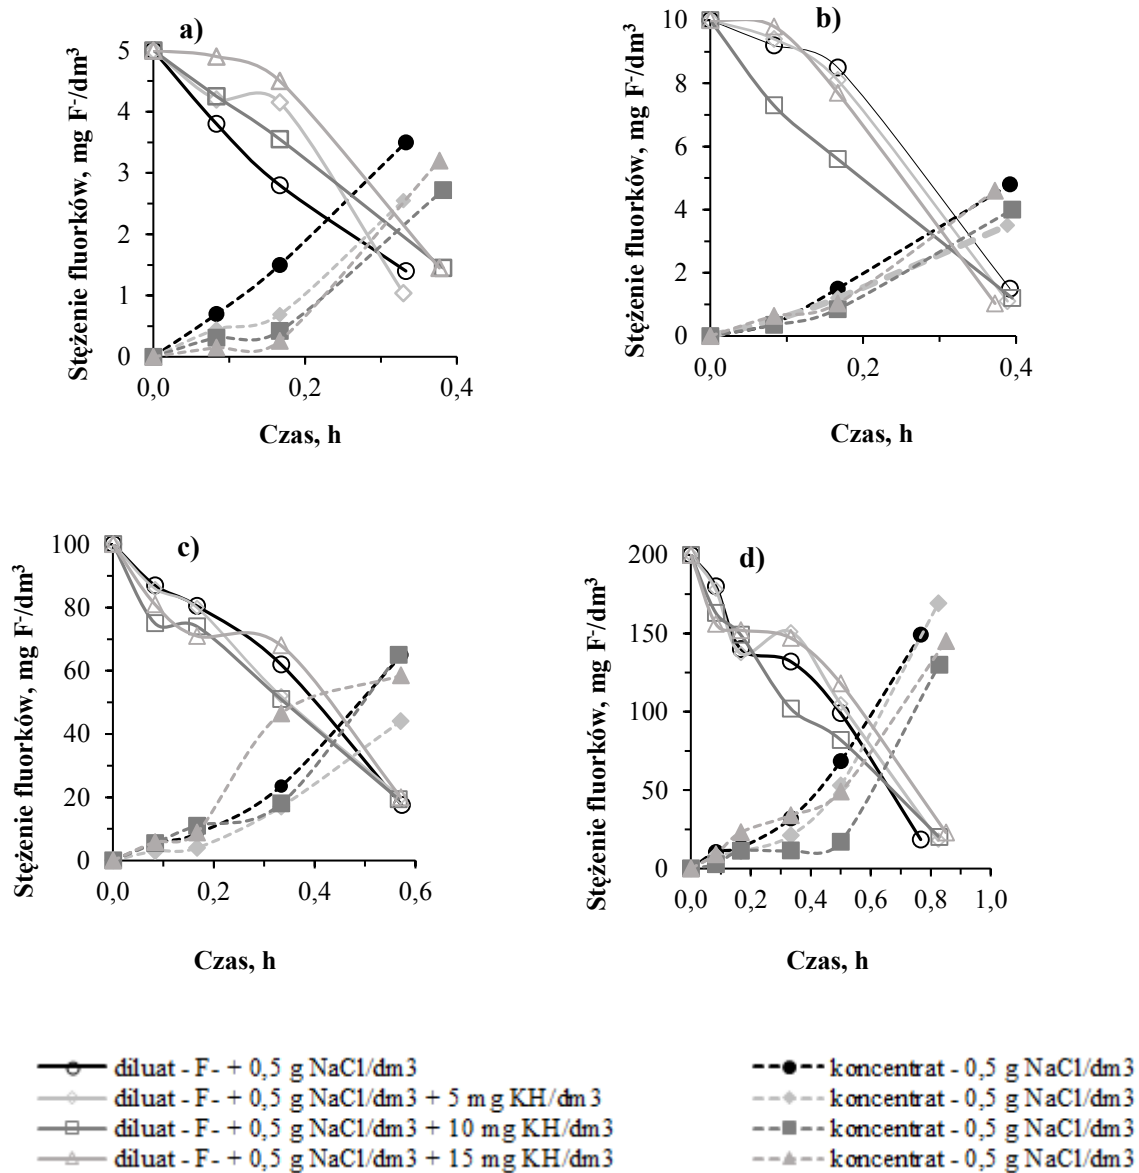 a)
Stężenie fluorków, mg F-/dm³
5
4
3
2
1
0
0,0 0,2 0,4
Czas, h
b)
Stężenie fluorków, mg F-/dm³
10
8
6
4
2
0
0,0 0,2 0,4
Czas, h
c)
Stężenie fluorków, mg F-/dm³
100
80
60
40
20
0
0,0 0,2 0,4 0,6
Czas, h
d)
Stężenie fluorków, mg F-/dm³
200
150
100
50
0
0,0 0,2 0,4 0,6 0,8 1,0
Czas, h
diluat - F- + 0,5 g NaCl/dm3
diluat - F- + 0,5 g NaCl/dm3 + 5 mg KH/dm3
diluat - F- + 0,5 g NaCl/dm3 + 10 mg KH/dm3
diluat - F- + 0,5 g NaCl/dm3 + 15 mg KH/dm3
koncentrat - 0,5 g NaCl/dm3
koncentrat - 0,5 g NaCl/dm3
koncentrat - 0,5 g NaCl/dm3
koncentrat - 0,5 g NaCl/dm3